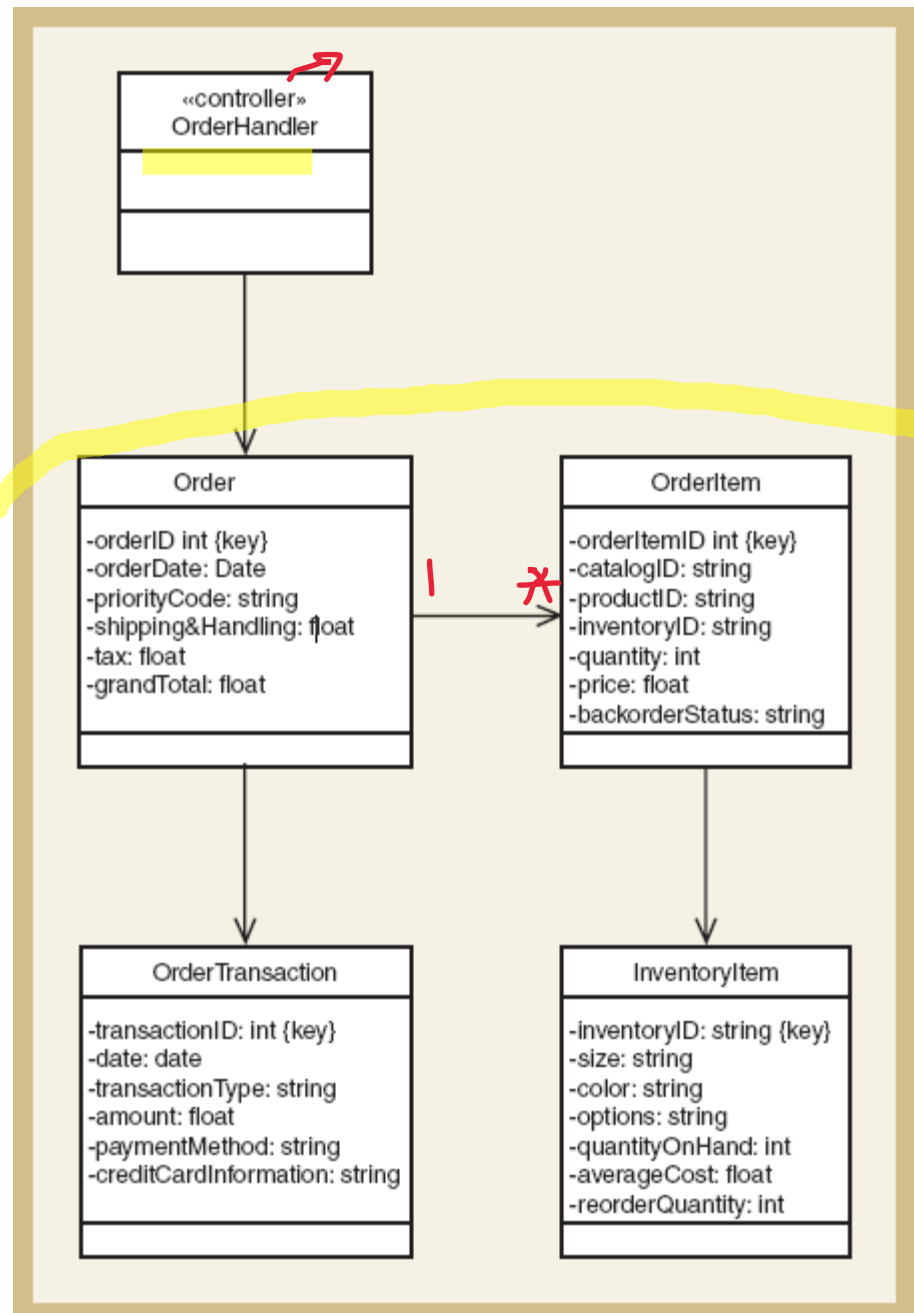 «controller»
OrderHandler
Order
-orderID int {key}
-orderDate: Date
-priorityCode: string
-shipping&Handling: float
-tax: float
-grandTotal: float
1
*
OrderItem
-orderItemID int {key}
-catalogID: string
-productID: string
-inventoryID: string
-quantity: int
-price: float
-backorderStatus: string
OrderTransaction
-transactionID: int {key}
-date: date
-transactionType: string
-amount: float
-paymentMethod: string
-creditCardInformation: string
InventoryItem
-inventoryID: string {key}
-size: string
-color: string
-options: string
-quantityOnHand: int
-averageCost: float
-reorderQuantity: int